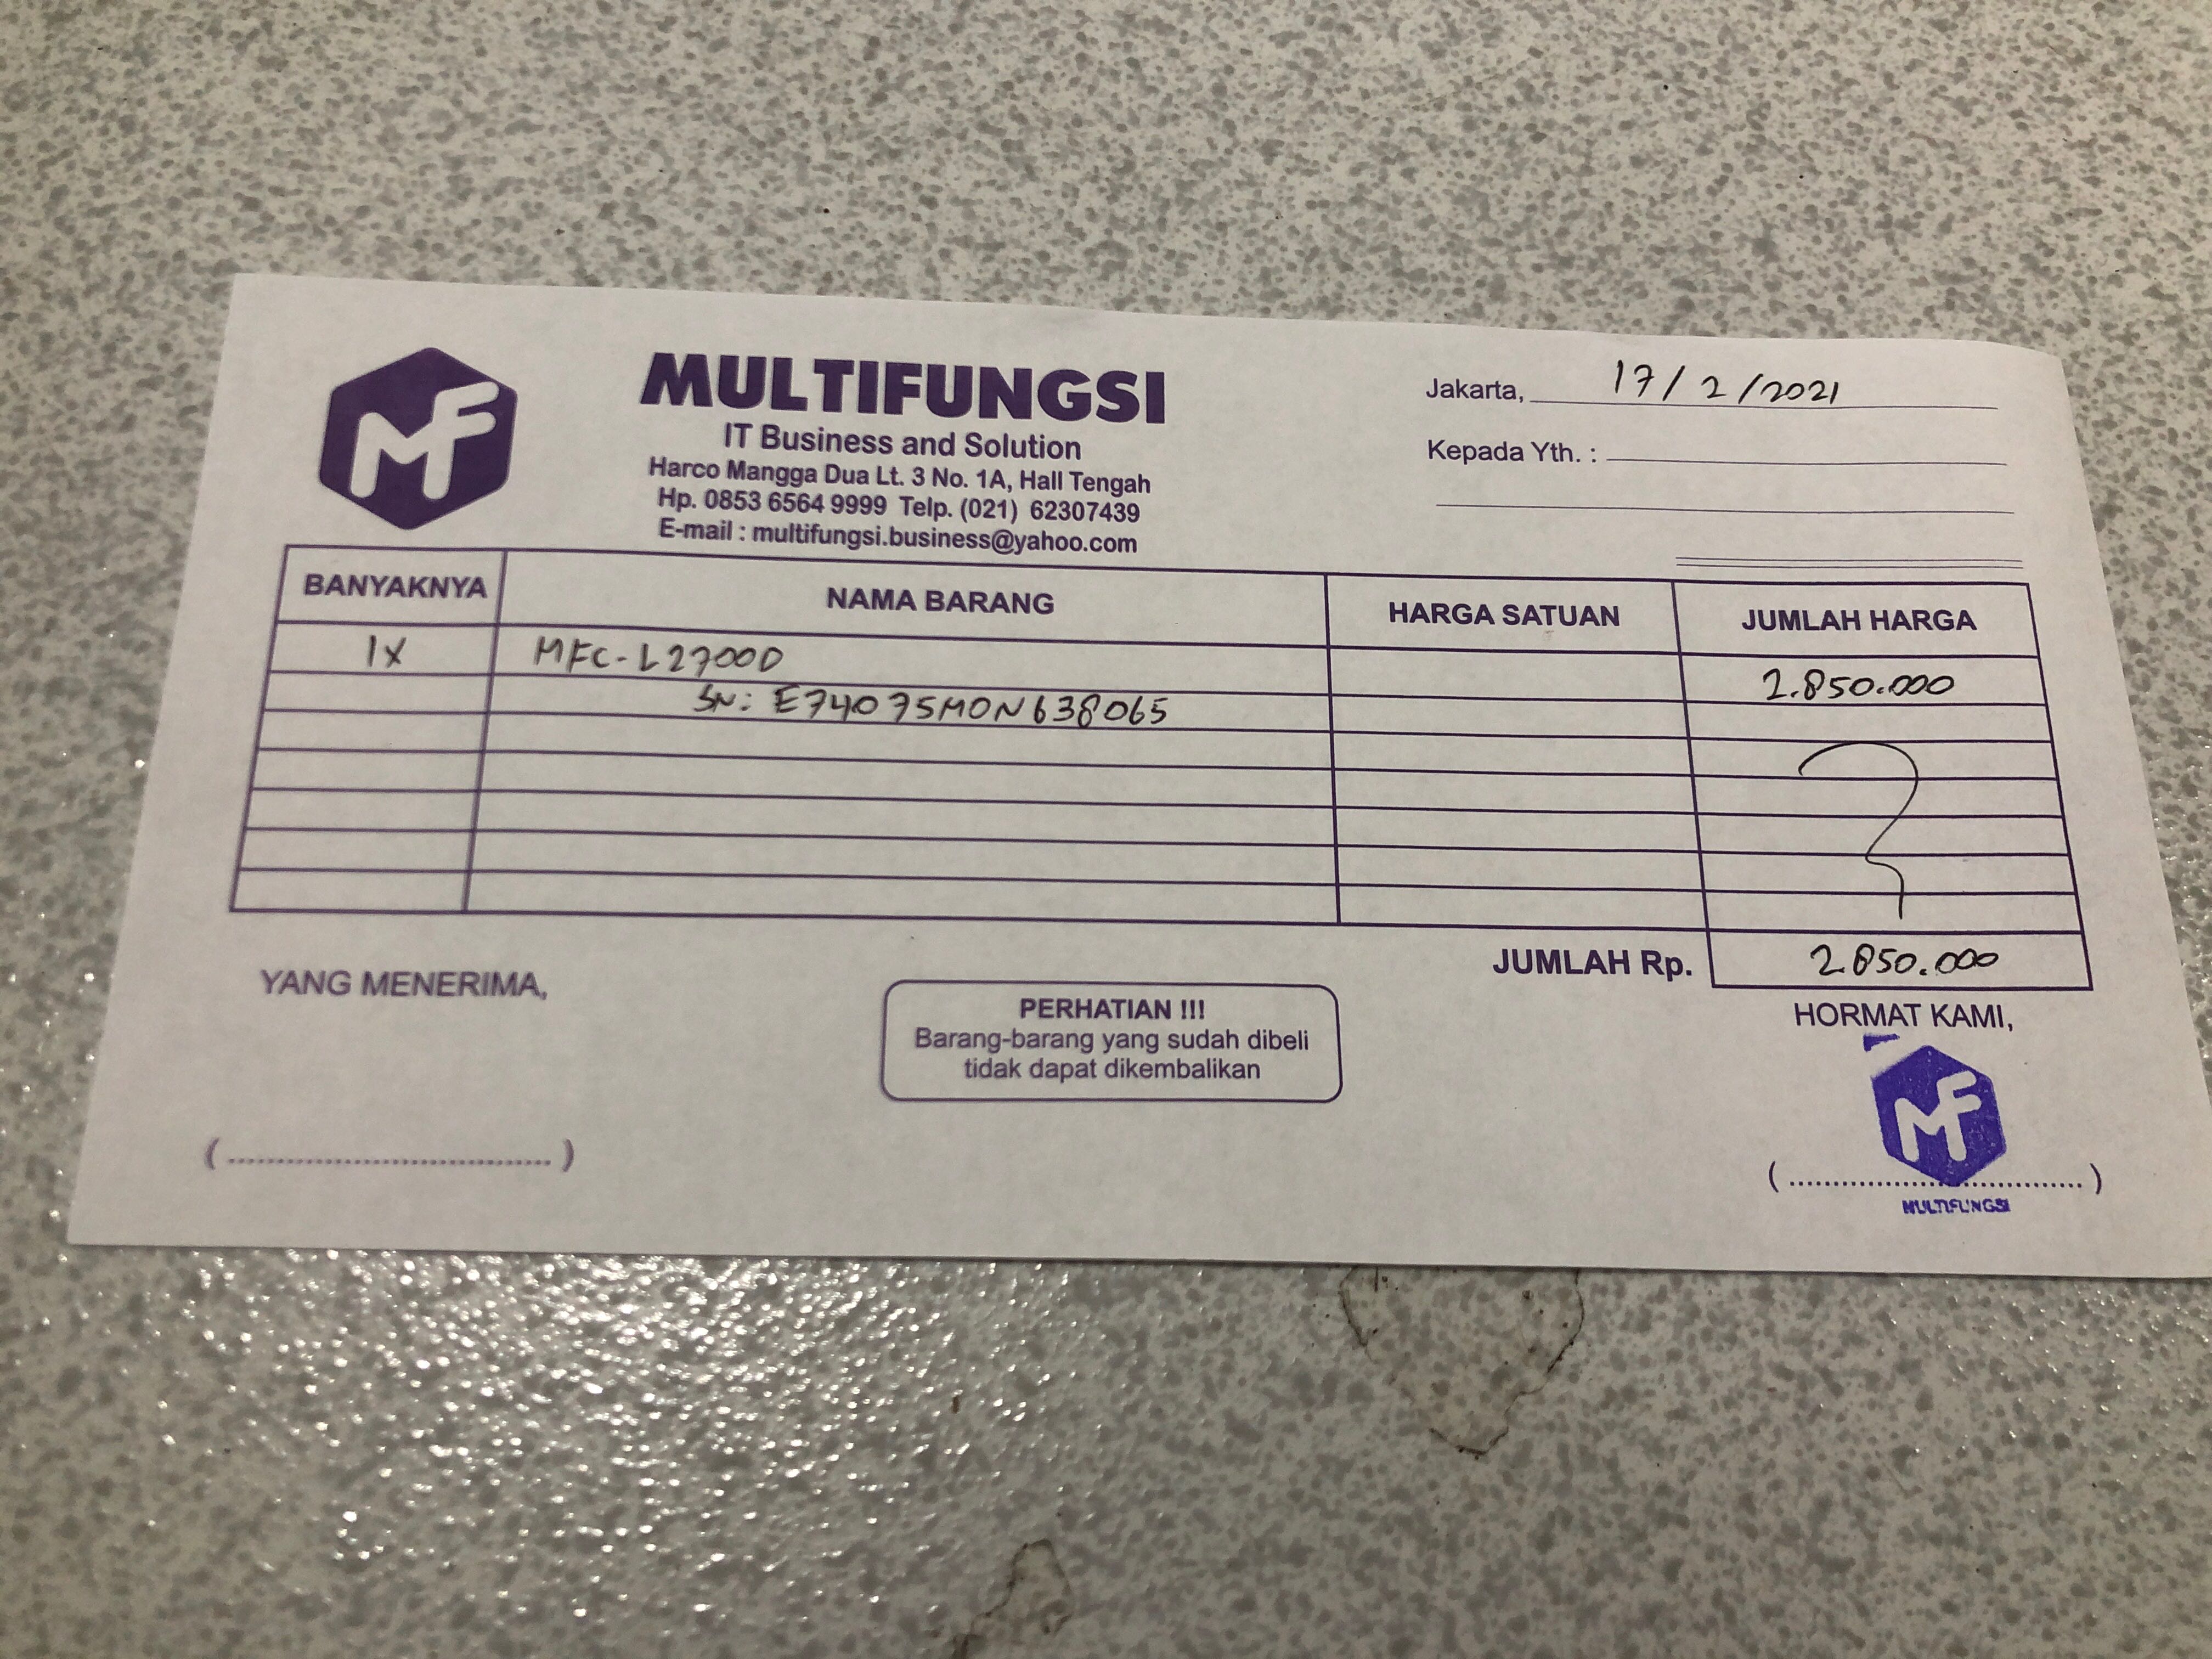 MF
MULTIFUNGSI
IT Business and Solution
Harco Mangga Dua Lt. 3 No. 1A, Hall Tengah
Hp. 0853 6564 9999 Telp. (021) 62307439
E-mail : multifungsi.business@yahoo.com
Jakarta, 17/2/2021
Kepada Yth. :
BANYAKNYA NAMA BARANG HARGA SATUAN JUMLAH HARGA
1X MFC-L2700D 2.850.000
SN: E74075M0N638065
JUMLAH Rp. 2.850.000
YANG MENERIMA,
PERHATIAN !!!
Barang-barang yang sudah dibeli
tidak dapat dikembalikan
HORMAT KAMI,
MF
(................................)
(................................)
MULTIFUNGSI